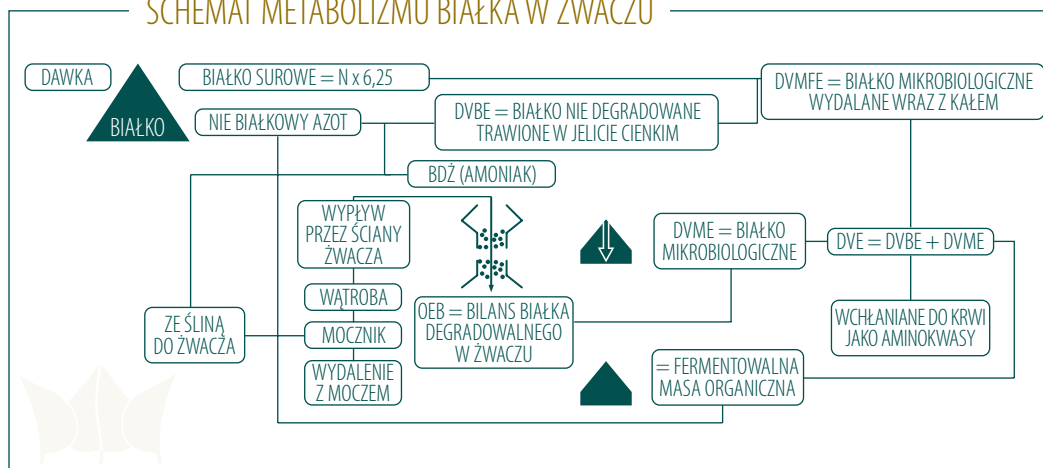 SCHEMAT METABOLIZMU BIAŁKA W ŻWACZU
DAWKA
BIAŁKO
BIAŁKO SUROWE = N x 6,25
NIE BIAŁKOWY AZOT
DVBE = BIAŁKO NIE DEGRADOWANE
TRAWIONE W JELICIE CIENKIM
DVMFE = BIAŁKO MIKROBIOLOGICZNE
WYDALANE WRAZ Z KAŁEM
BDŻ (AMONIAK)
WYPŁYW
PRZEZ ŚCIANY
ŻWACZA
WĄTROBA
MOCZNIK
WYDALENIE
Z MOCZEM
ZE ŚLINĄ
DO ŻWACZA
OEB = BILANS BIAŁKA
DEGRADOWALNEGO
W ŻWACZU
DVME = BIAŁKO
MIKROBIOLOGICZNE
DVE = DVBE + DVME
WCHŁANIANE DO KRWI
JAKO AMINOKWASY
= FERMENTOWALNA
MASA ORGANICZNA